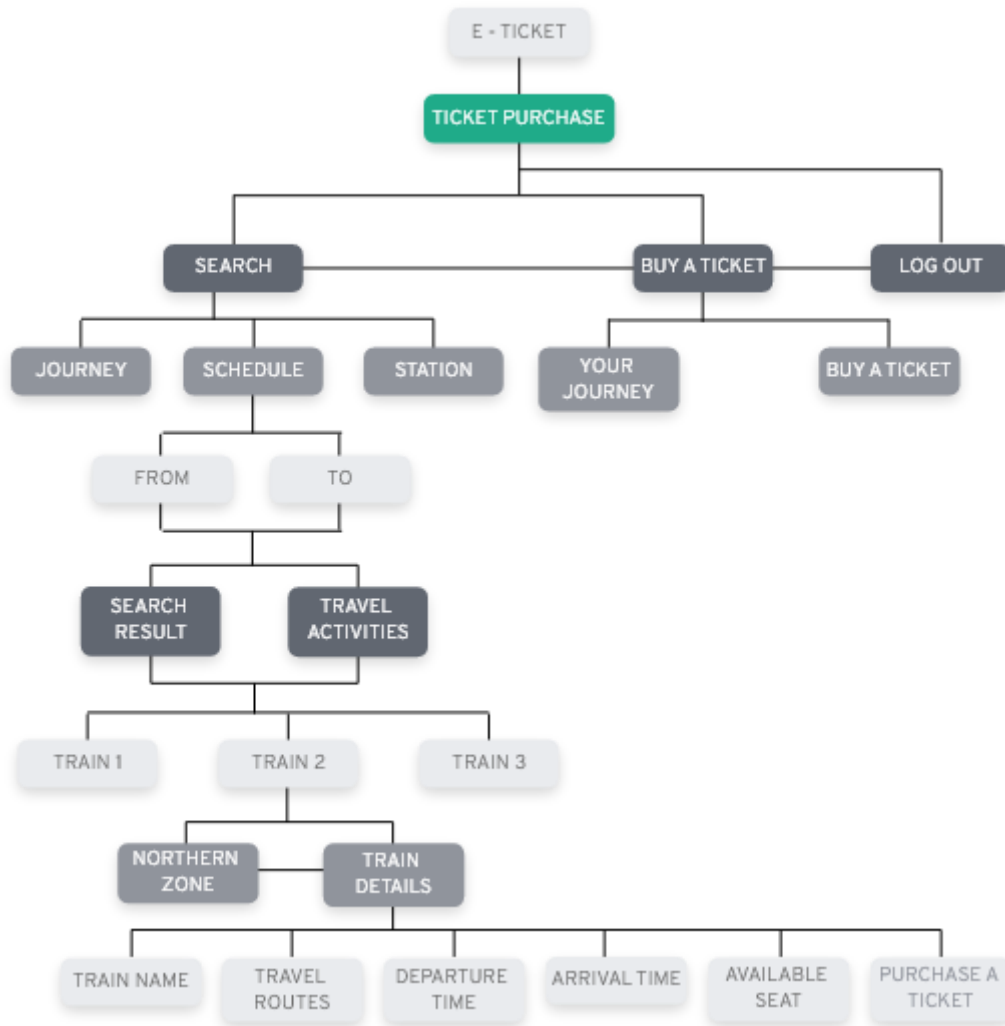 E - TICKET
TICKET PURCHASE
SEARCH
BUY A TICKET
LOG OUT
JOURNEY
SCHEDULE
STATION
YOUR
JOURNEY
BUY A TICKET
FROM
TO
SEARCH
RESULT
TRAVEL
ACTIVITIES
TRAIN 1
TRAIN 2
TRAIN 3
NORTHERN
ZONE
TRAIN
DETAILS
TRAIN NAME
TRAVEL
ROUTES
DEPARTURE
TIME
ARRIVAL TIME
AVAILABLE
SEAT
PURCHASE A
TICKET